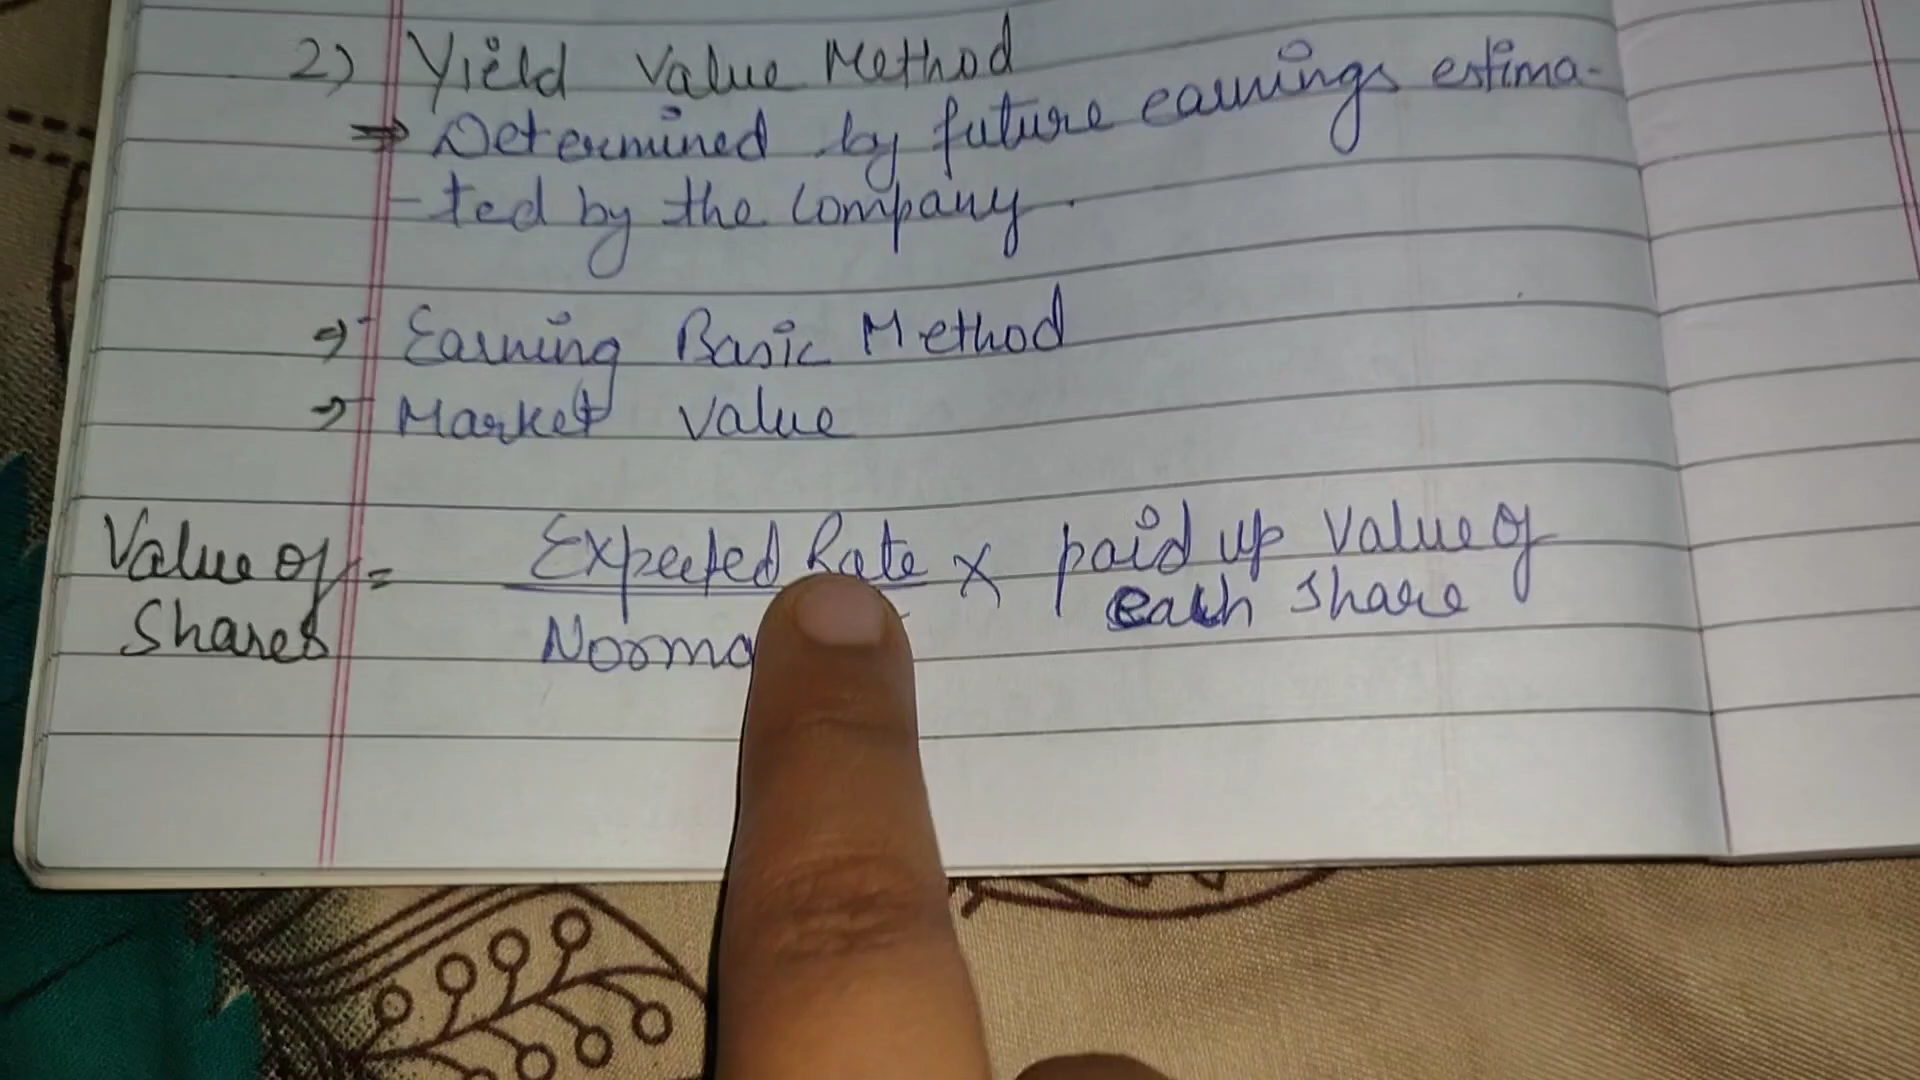 2) Yield Value Method
⇒ Determined by future earnings estima-
-ted by the Company.
⇒ Earning Basic Method
⇒ Market Value
Value of Shares = Expected Rate × paid up value of each share